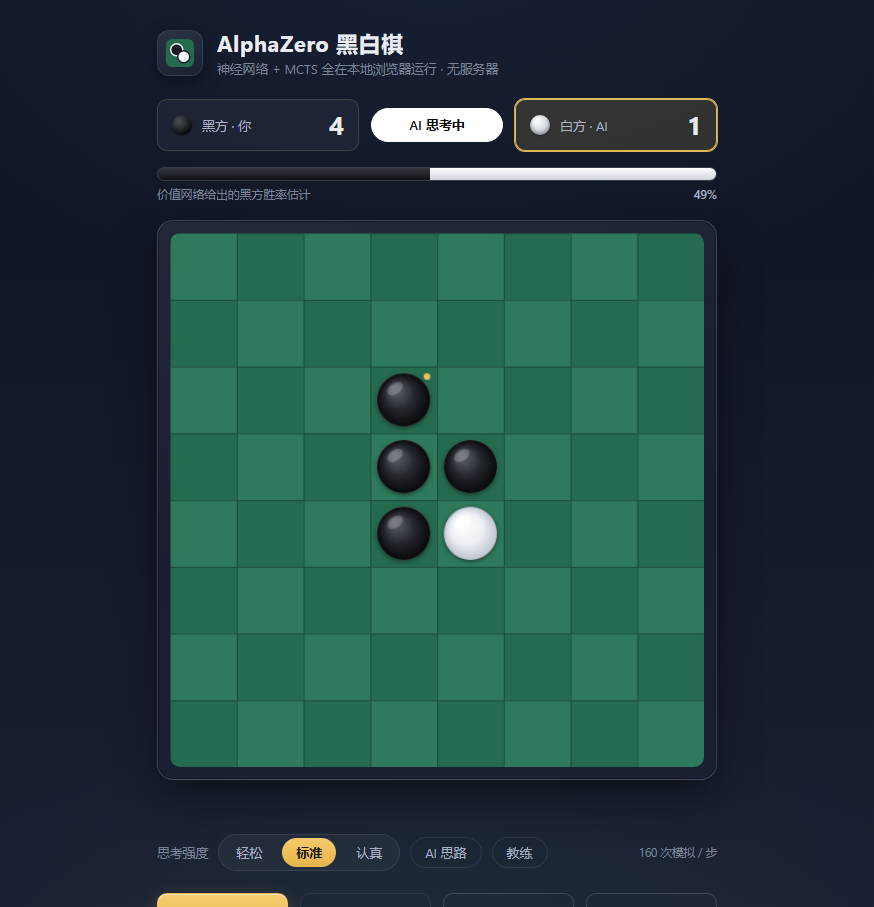 AlphaZero 黑白棋
神经网络 + MCTS 全在本地浏览器运行 · 无服务器
黑方 · 你 4 AI 思考中 白方 · AI 1
价值网络给出的黑方胜率估计 49%
思考强度 轻松 标准 认真 AI 思路 教练 160 次模拟 / 步